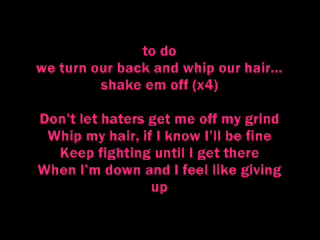 to do
we turn our back and whip our hair...
shake em off (x4)
Don't let haters get me off my grind
Whip my hair, if I know I'll be fine
Keep fighting until I get there
When I'm down and I feel like giving
up